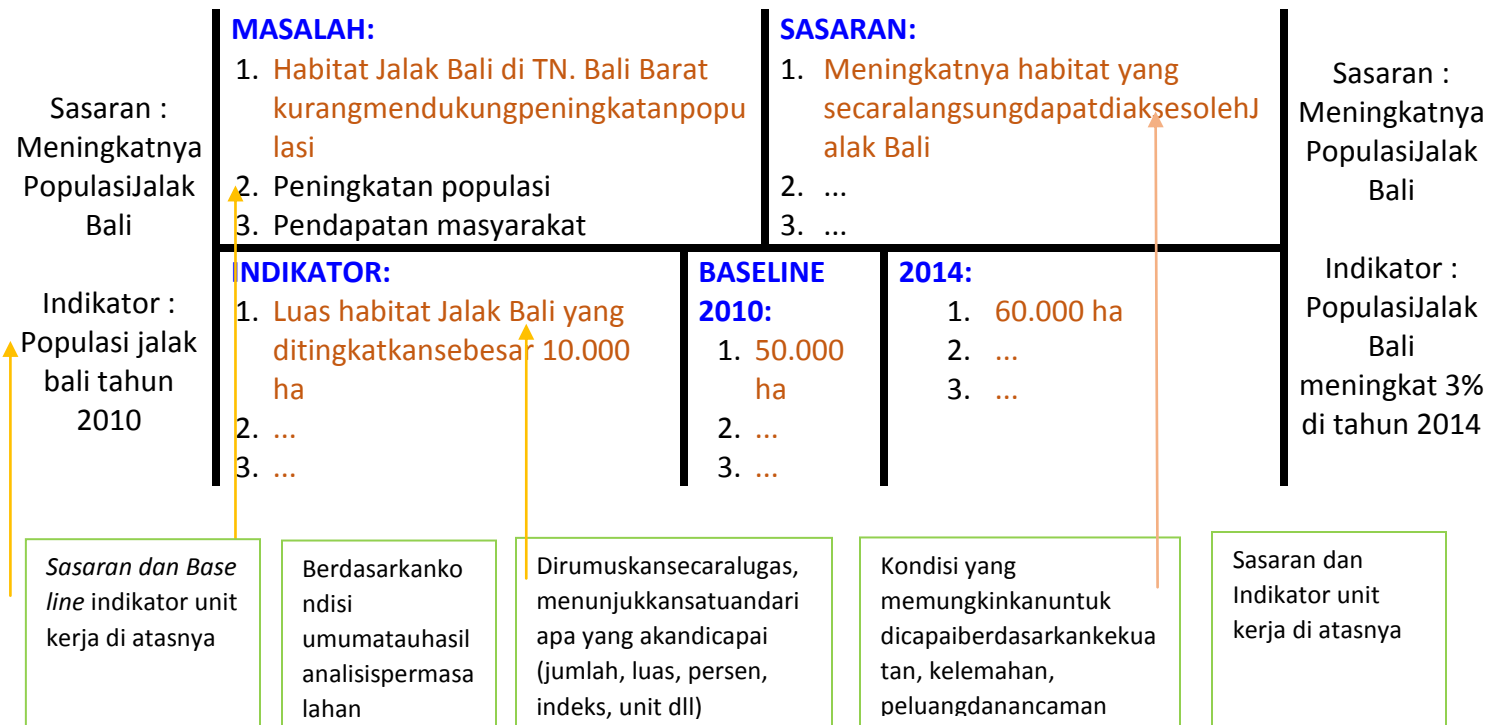 Sasaran :
Meningkatnya
PopulasiJalak
Bali
Indikator :
Populasi jalak
bali tahun
2010
MASALAH:
1. Habitat Jalak Bali di TN. Bali Barat
kurangmendukungpeningkatanpopu
lasi
2. Peningkatan populasi
3. Pendapatan masyarakat
SASARAN:
1. Meningkatnya habitat yang
secaralangsungdapatdiaksesolehJ
alak Bali
2. ...
3. ...
INDIKATOR:
1. Luas habitat Jalak Bali yang
ditingkatkansebesar 10.000
ha
2. ...
3. ...
BASELINE
2010:
1. 50.000
ha
2. ...
3. ...
2014:
1. 60.000 ha
2. ...
3. ...
Sasaran :
Meningkatnya
PopulasiJalak
Bali
Indikator :
PopulasiJalak
Bali
meningkat 3%
di tahun 2014
Sasaran dan Base
line indikator unit
kerja di atasnya
Berdasarkanko
ndisi
umumatauhasil
analisispermasa
lahan
Dirumuskansecaralugas,
menunjukkansatuandari
apa yang akandicapai
(jumlah, luas, persen,
indeks, unit dll)
Kondisi yang
memungkinkanuntuk
dicapaiberdasarkankekua
tan, kelemahan,
peluangdanancaman
Sasaran dan
Indikator unit
kerja di atasnya